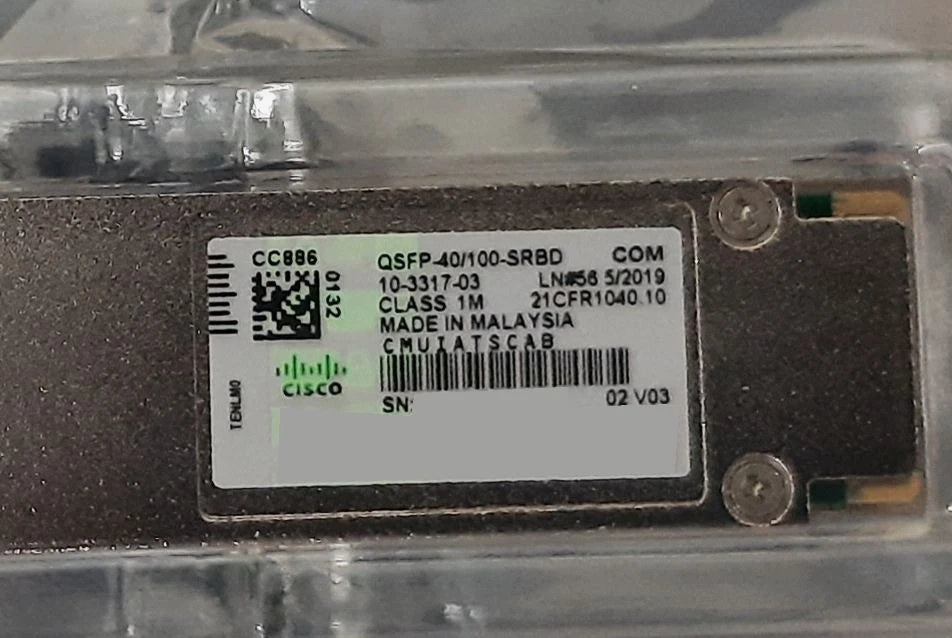 CC886
0132
CISCO
TENLM0
QSFP-40/100-SRBD COM
10-3317-03 LN#56 5/2019
CLASS 1M 21CFR1040.10
MADE IN MALAYSIA
CMUIATSCAB
SN: 02 V03